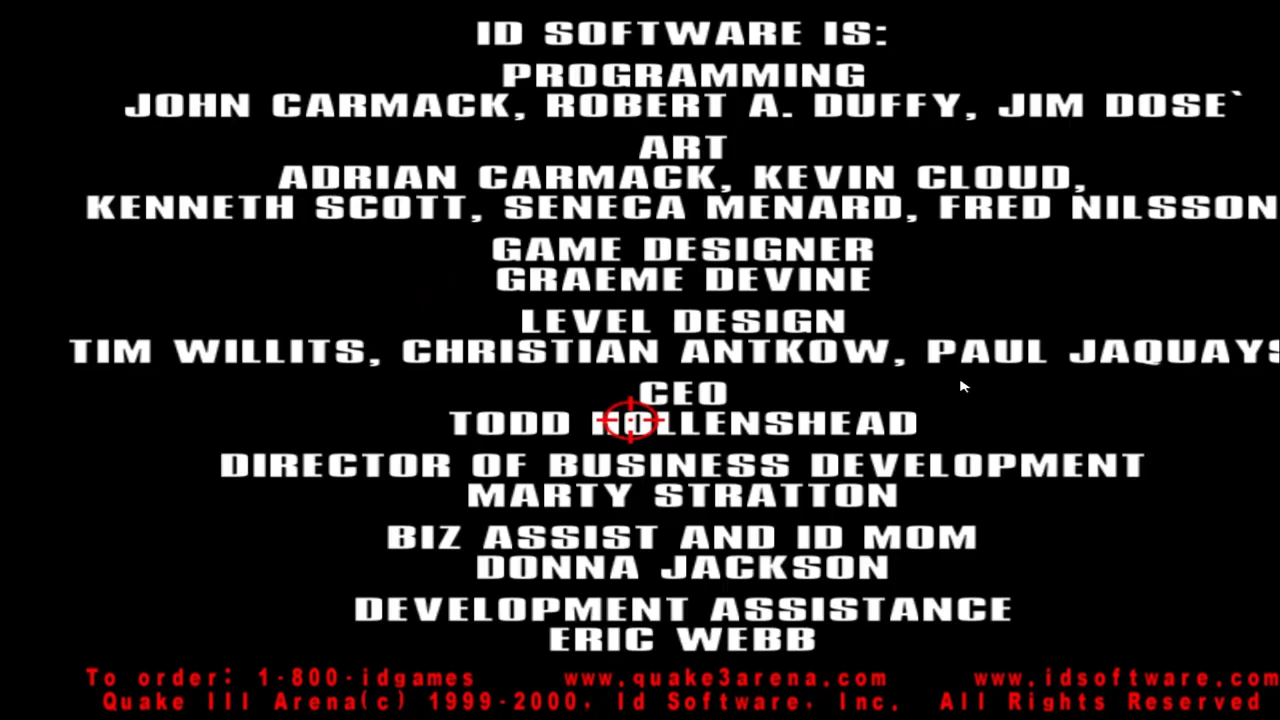 ID SOFTWARE IS:
PROGRAMMING
JOHN CARMACK, ROBERT A. DUFFY, JIM DOSE`
ART
ADRIAN CARMACK, KEVIN CLOUD,
KENNETH SCOTT, SENECA MENARD, FRED NILSSON
GAME DESIGNER
GRAEME DEVINE
LEVEL DESIGN
TIM WILLITS, CHRISTIAN ANTKOW, PAUL JAQUAYS
CEO
TODD HOLLENSHEAD
DIRECTOR OF BUSINESS DEVELOPMENT
MARTY STRATTON
BIZ ASSIST AND ID MOM
DONNA JACKSON
DEVELOPMENT ASSISTANCE
ERIC WEBB
To order: 1-800-idgames www.quake3arena.com www.idsoftware.com
Quake III Arena(c) 1999-2000, Id Software, Inc. All Rights Reserved